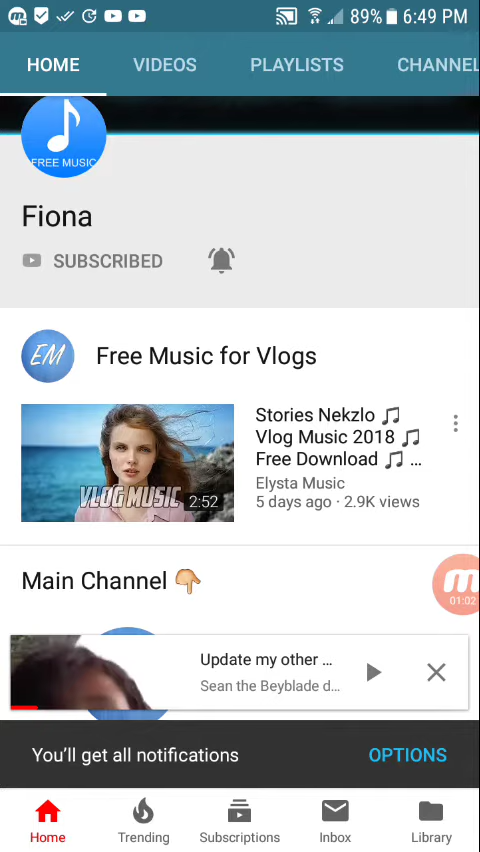 89% 6:49 PM
HOME VIDEOS PLAYLISTS CHANNEL
FREE MUSIC
Fiona
SUBSCRIBED
EM
Free Music for Vlogs
Stories Nekzlo 🎵
Vlog Music 2018 🎵
Free Download 🎵 ...
VLOG MUSIC
2:52
Elysta Music
5 days ago · 2.9K views
Main Channel 👇🏼
01:02
Update my other ...
Sean the Beyblade d...
You'll get all notifications OPTIONS
Home Trending Subscriptions Inbox Library